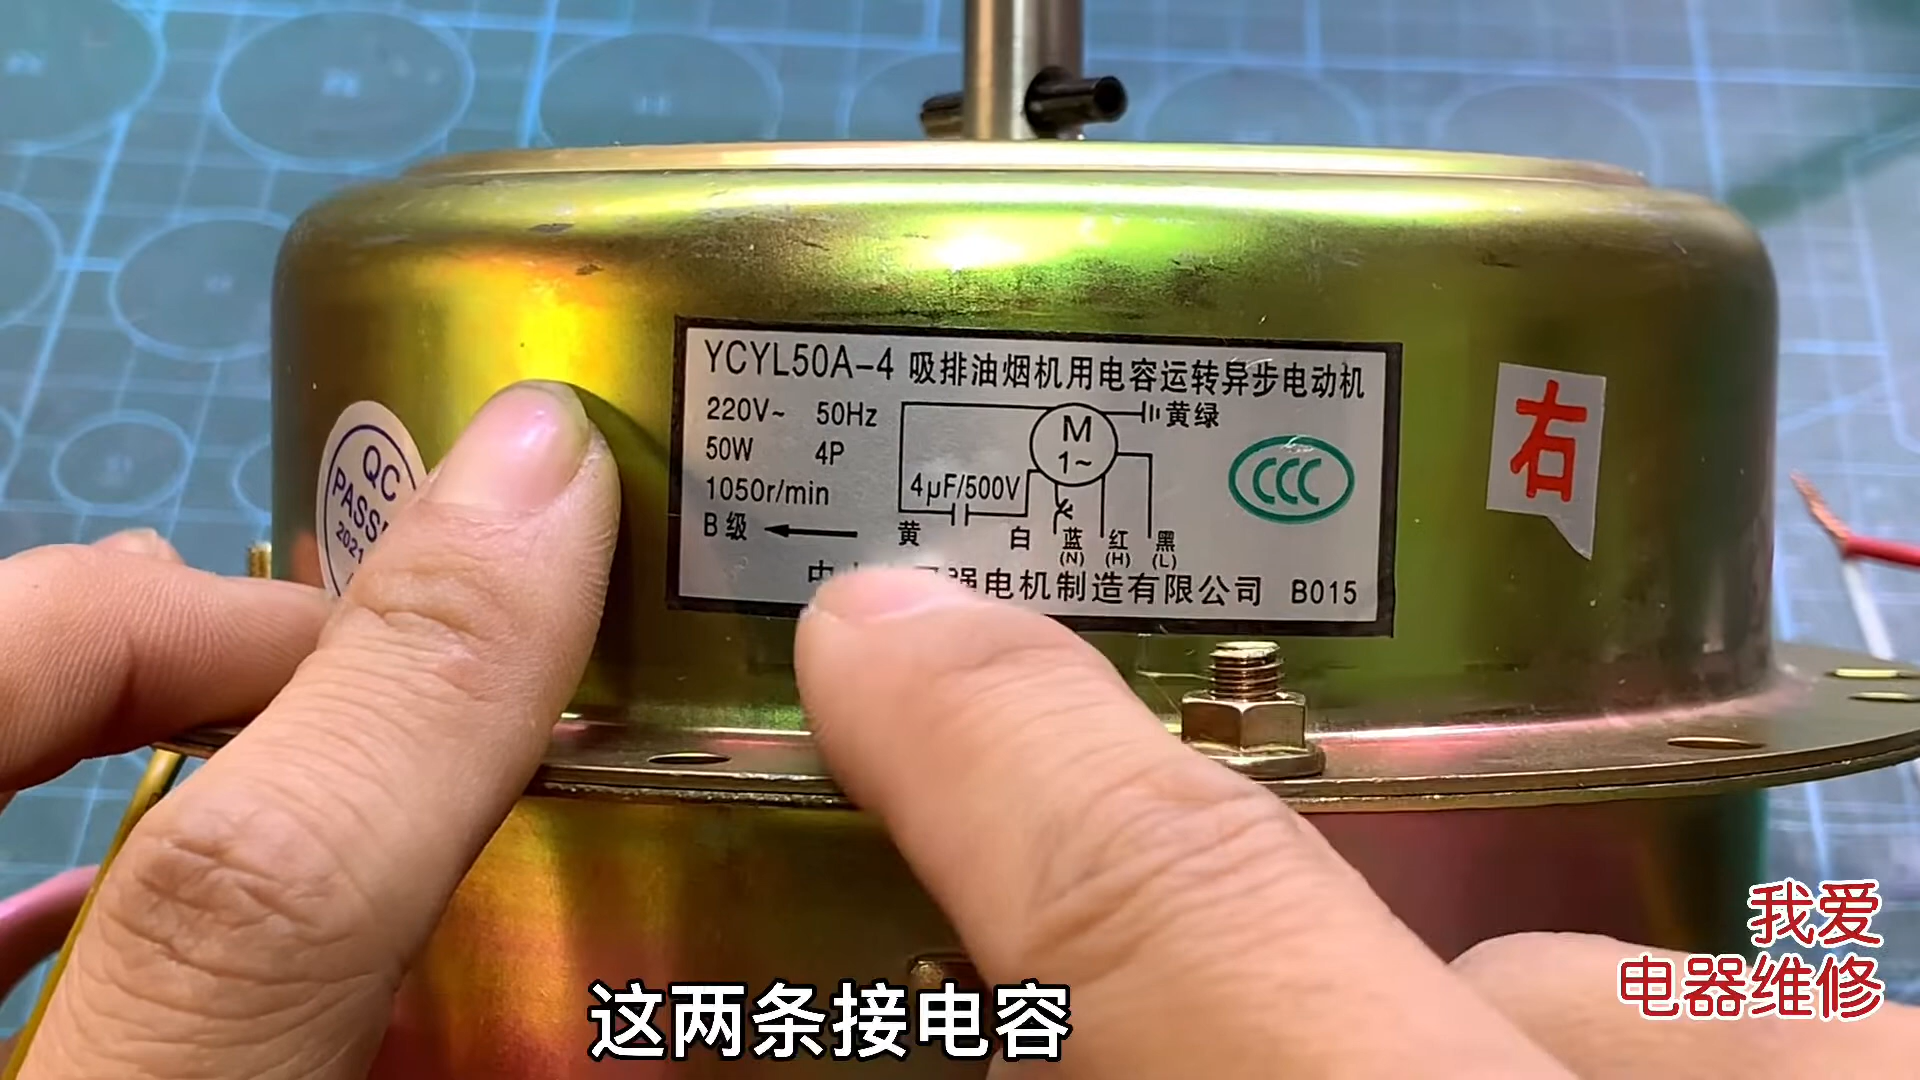 YCYL50A-4 吸排油烟机用电容运转异步电动机
220V~ 50Hz
50W 4P
1050r/min
B级
M
1~
黄绿
4μF/500V
黄 白 蓝 红 黑
(N) (H) (L)
CCC
强电机制造有限公司 B015
右
QC
PASS
2021
这两条接电容
我爱
电器维修